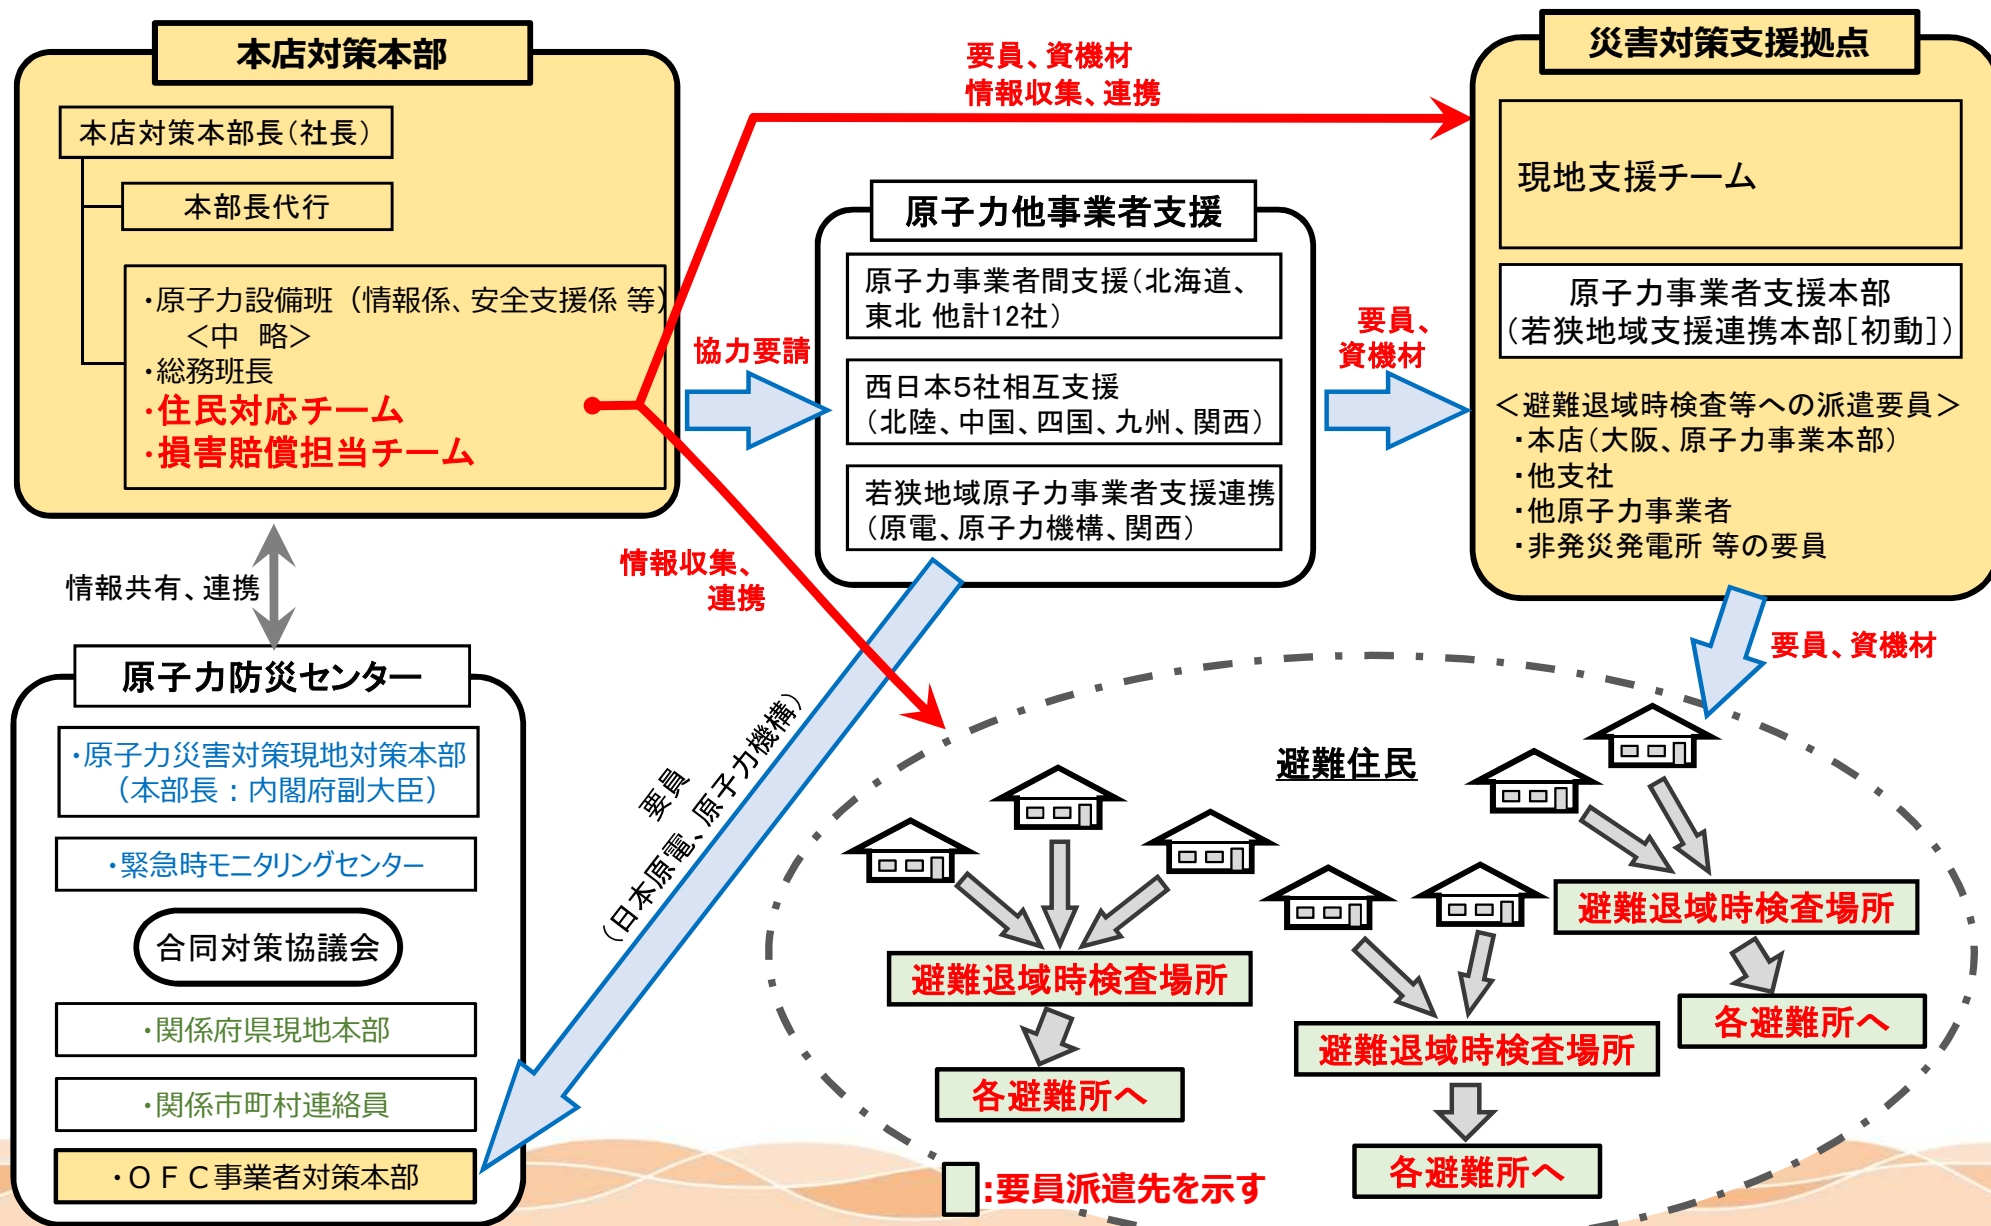 本店対策本部
本店対策本部長(社長)
本部長代行
・原子力設備班（情報係、安全支援係 等）
＜中　略＞
・総務班長
・住民対応チーム
・損害賠償担当チーム
情報共有、連携
原子力防災センター
・原子力災害対策現地対策本部
（本部長：内閣府副大臣）
・緊急時モニタリングセンター
合同対策協議会
・関係府県現地本部
・関係市町村連絡員
・ＯＦＣ事業者対策本部
要員、資機材
情報収集、連携
協力要請
原子力他事業者支援
原子力事業者間支援(北海道、
東北 他計12社)
西日本5社相互支援
(北陸、中国、四国、九州、関西)
若狭地域原子力事業者支援連携
(原電、原子力機構、関西)
要員、
資機材
情報収集、
連携
要員
（日本原電、原子力機構）
災害対策支援拠点
現地支援チーム
原子力事業者支援本部
(若狭地域支援連携本部[初動])
＜避難退域時検査等への派遣要員＞
・本店(大阪、原子力事業本部)
・他支社
・他原子力事業者
・非発災発電所 等の要員
要員、資機材
避難住民
避難退域時検査場所
各避難所へ
避難退域時検査場所
各避難所へ
避難退域時検査場所
各避難所へ
:要員派遣先を示す